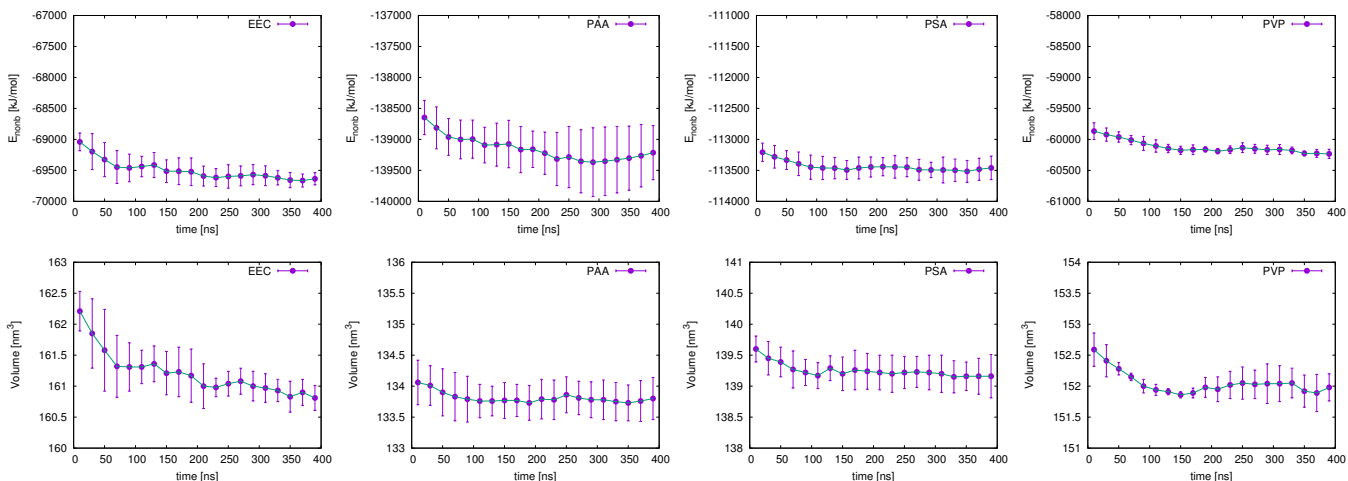 -67000
-67500
-68000
-68500
-69000
-69500
-70000
0 50 100 150 200 250 300 350 400
E_nonb [kJ/mol]
time [ns]
EEC
-137000
-137500
-138000
-138500
-139000
-139500
-140000
0 50 100 150 200 250 300 350 400
E_nonb [kJ/mol]
time [ns]
PAA
-111000
-111500
-112000
-112500
-113000
-113500
-114000
0 50 100 150 200 250 300 350 400
E_nonb [kJ/mol]
time [ns]
PSA
-58000
-58500
-59000
-59500
-60000
-60500
-61000
0 50 100 150 200 250 300 350 400
E_nonb [kJ/mol]
time [ns]
PVP
163
162.5
162
161.5
161
160.5
160
0 50 100 150 200 250 300 350 400
Volume [nm³]
time [ns]
EEC
136
135.5
135
134.5
134
133.5
133
0 50 100 150 200 250 300 350 400
Volume [nm³]
time [ns]
PAA
141
140.5
140
139.5
139
138.5
138
0 50 100 150 200 250 300 350 400
Volume [nm³]
time [ns]
PSA
154
153.5
153
152.5
152
151.5
151
0 50 100 150 200 250 300 350 400
Volume [nm³]
time [ns]
PVP